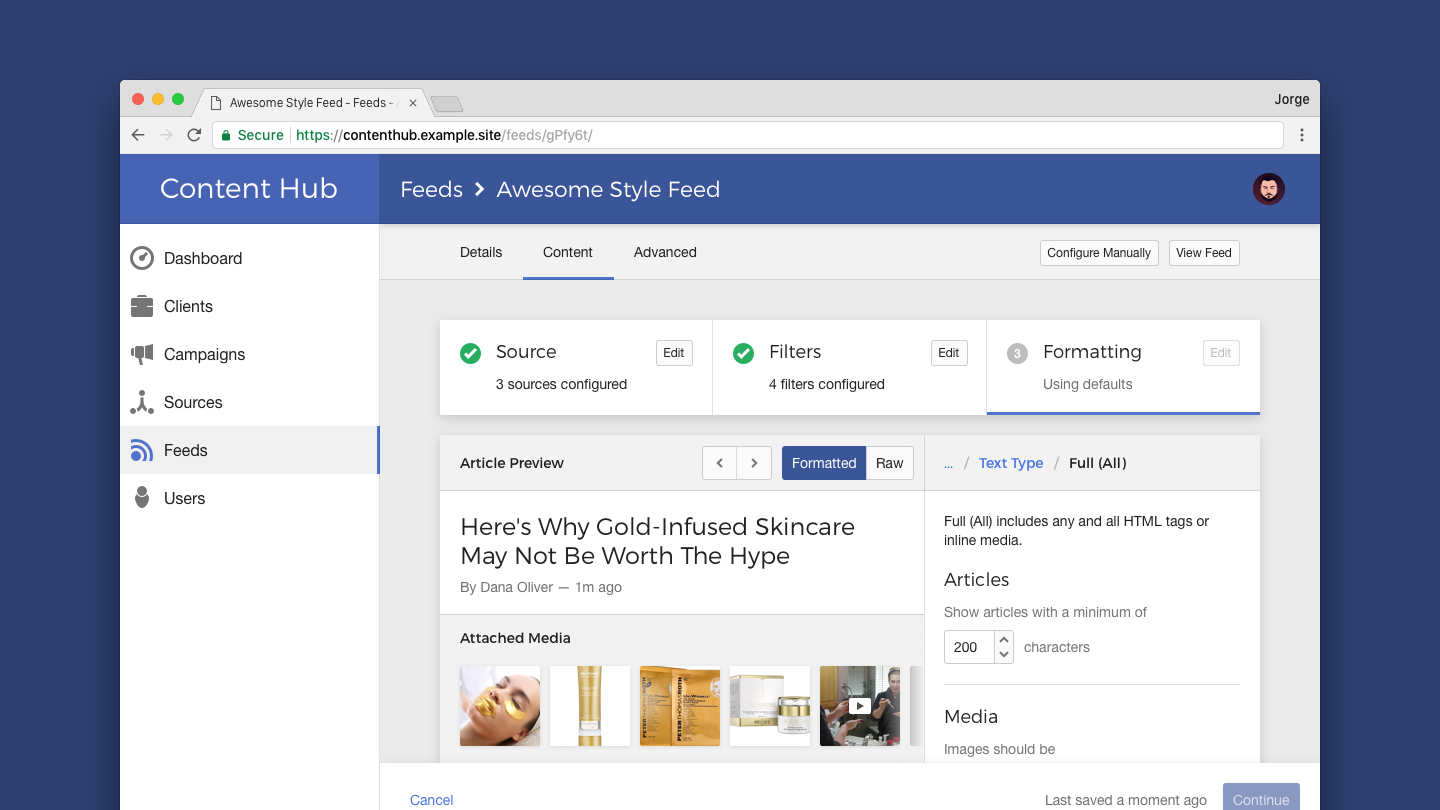 Awesome Style Feed - Feeds -
Jorge
Secure https://contenthub.example.site/feeds/gPfy6t/
Content Hub
Feeds > Awesome Style Feed
Dashboard
Clients
Campaigns
Sources
Feeds
Users
Details Content Advanced
Configure Manually View Feed
Source Edit
3 sources configured
Filters Edit
4 filters configured
3 Formatting Edit
Using defaults
Article Preview
Formatted Raw
... / Text Type / Full (All)
Here's Why Gold-Infused Skincare
May Not Be Worth The Hype
By Dana Oliver — 1m ago
Attached Media
PETERTHOMASROTH
PETERTHOMASROTH
Full (All) includes any and all HTML tags or
inline media.
Articles
Show articles with a minimum of
200 characters
Media
Images should be
Cancel
Last saved a moment ago Continue